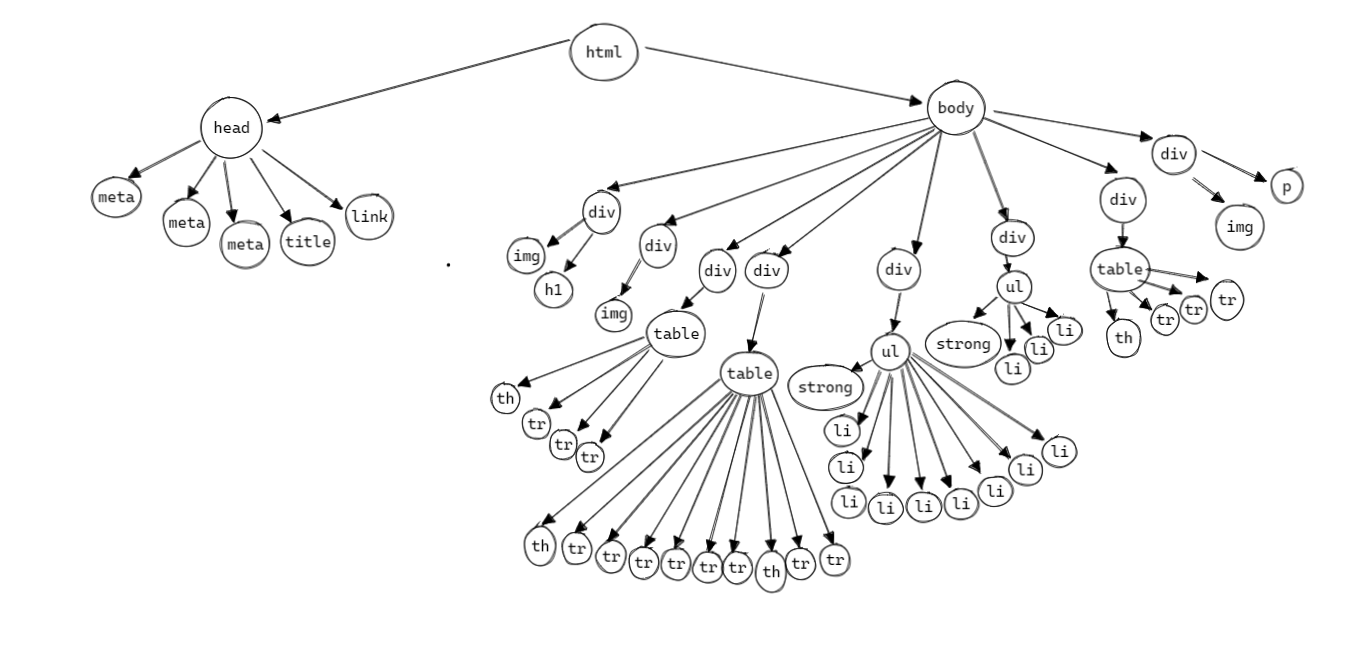 html
head
body
meta
meta
meta
title
link
div
div
div
div
div
div
div
div
img
h1
img
table
th
tr
tr
tr
table
th
tr
tr
tr
tr
tr
tr
th
tr
tr
ul
strong
li
li
li
li
li
li
li
li
li
ul
strong
li
li
li
table
th
tr
tr
tr
img
p